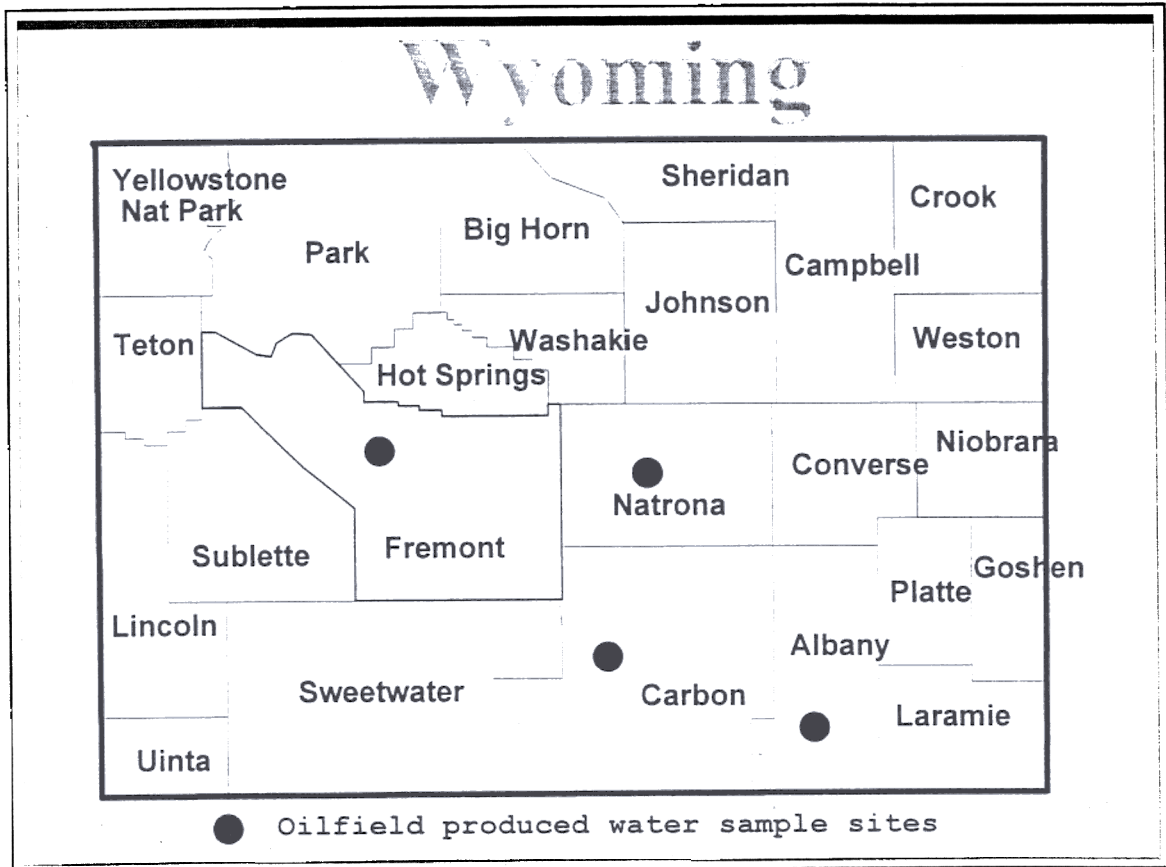 Wyoming
Yellowstone
Nat Park
Park
Big Horn
Sheridan
Crook
Campbell
Johnson
Teton
Washakie
Hot Springs
Weston
Niobrara
Converse
Natrona
Fremont
Sublette
Goshen
Platte
Lincoln
Albany
Sweetwater
Carbon
Laramie
Uinta
Oilfield produced water sample sites